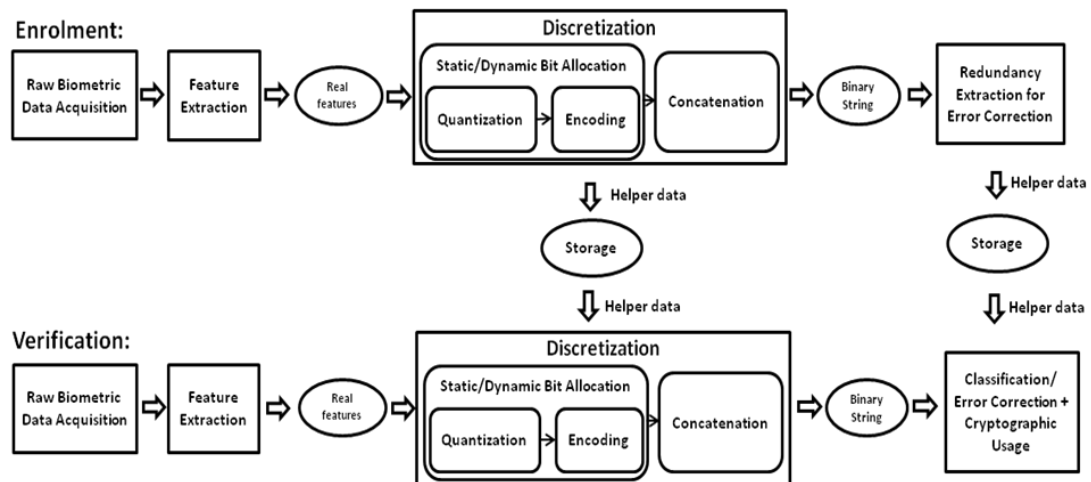 Enrolment:
Discretization
Static/Dynamic Bit Allocation
Raw Biometric
Data Acquisition
Feature
Extraction
Real
features
Quantization
Encoding
Concatenation
Binary
String
Redundancy
Extraction for
Error Correction
Helper data
Helper data
Storage
Storage
Helper data
Helper data
Verification:
Discretization
Static/Dynamic Bit Allocation
Raw Biometric
Data Acquisition
Feature
Extraction
Real
features
Quantization
Encoding
Concatenation
Binary
String
Classification/
Error Correction +
Cryptographic
Usage